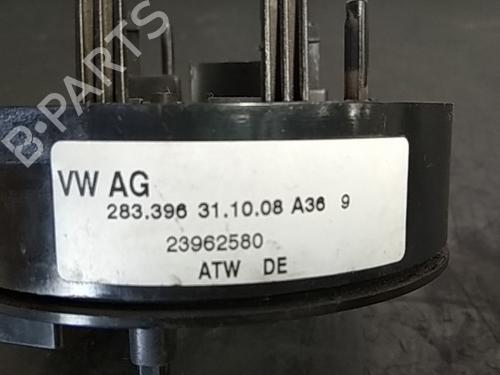 B-PARTS
VW AG
283.396 31.10.08 A36 9
23962580
ATW DE